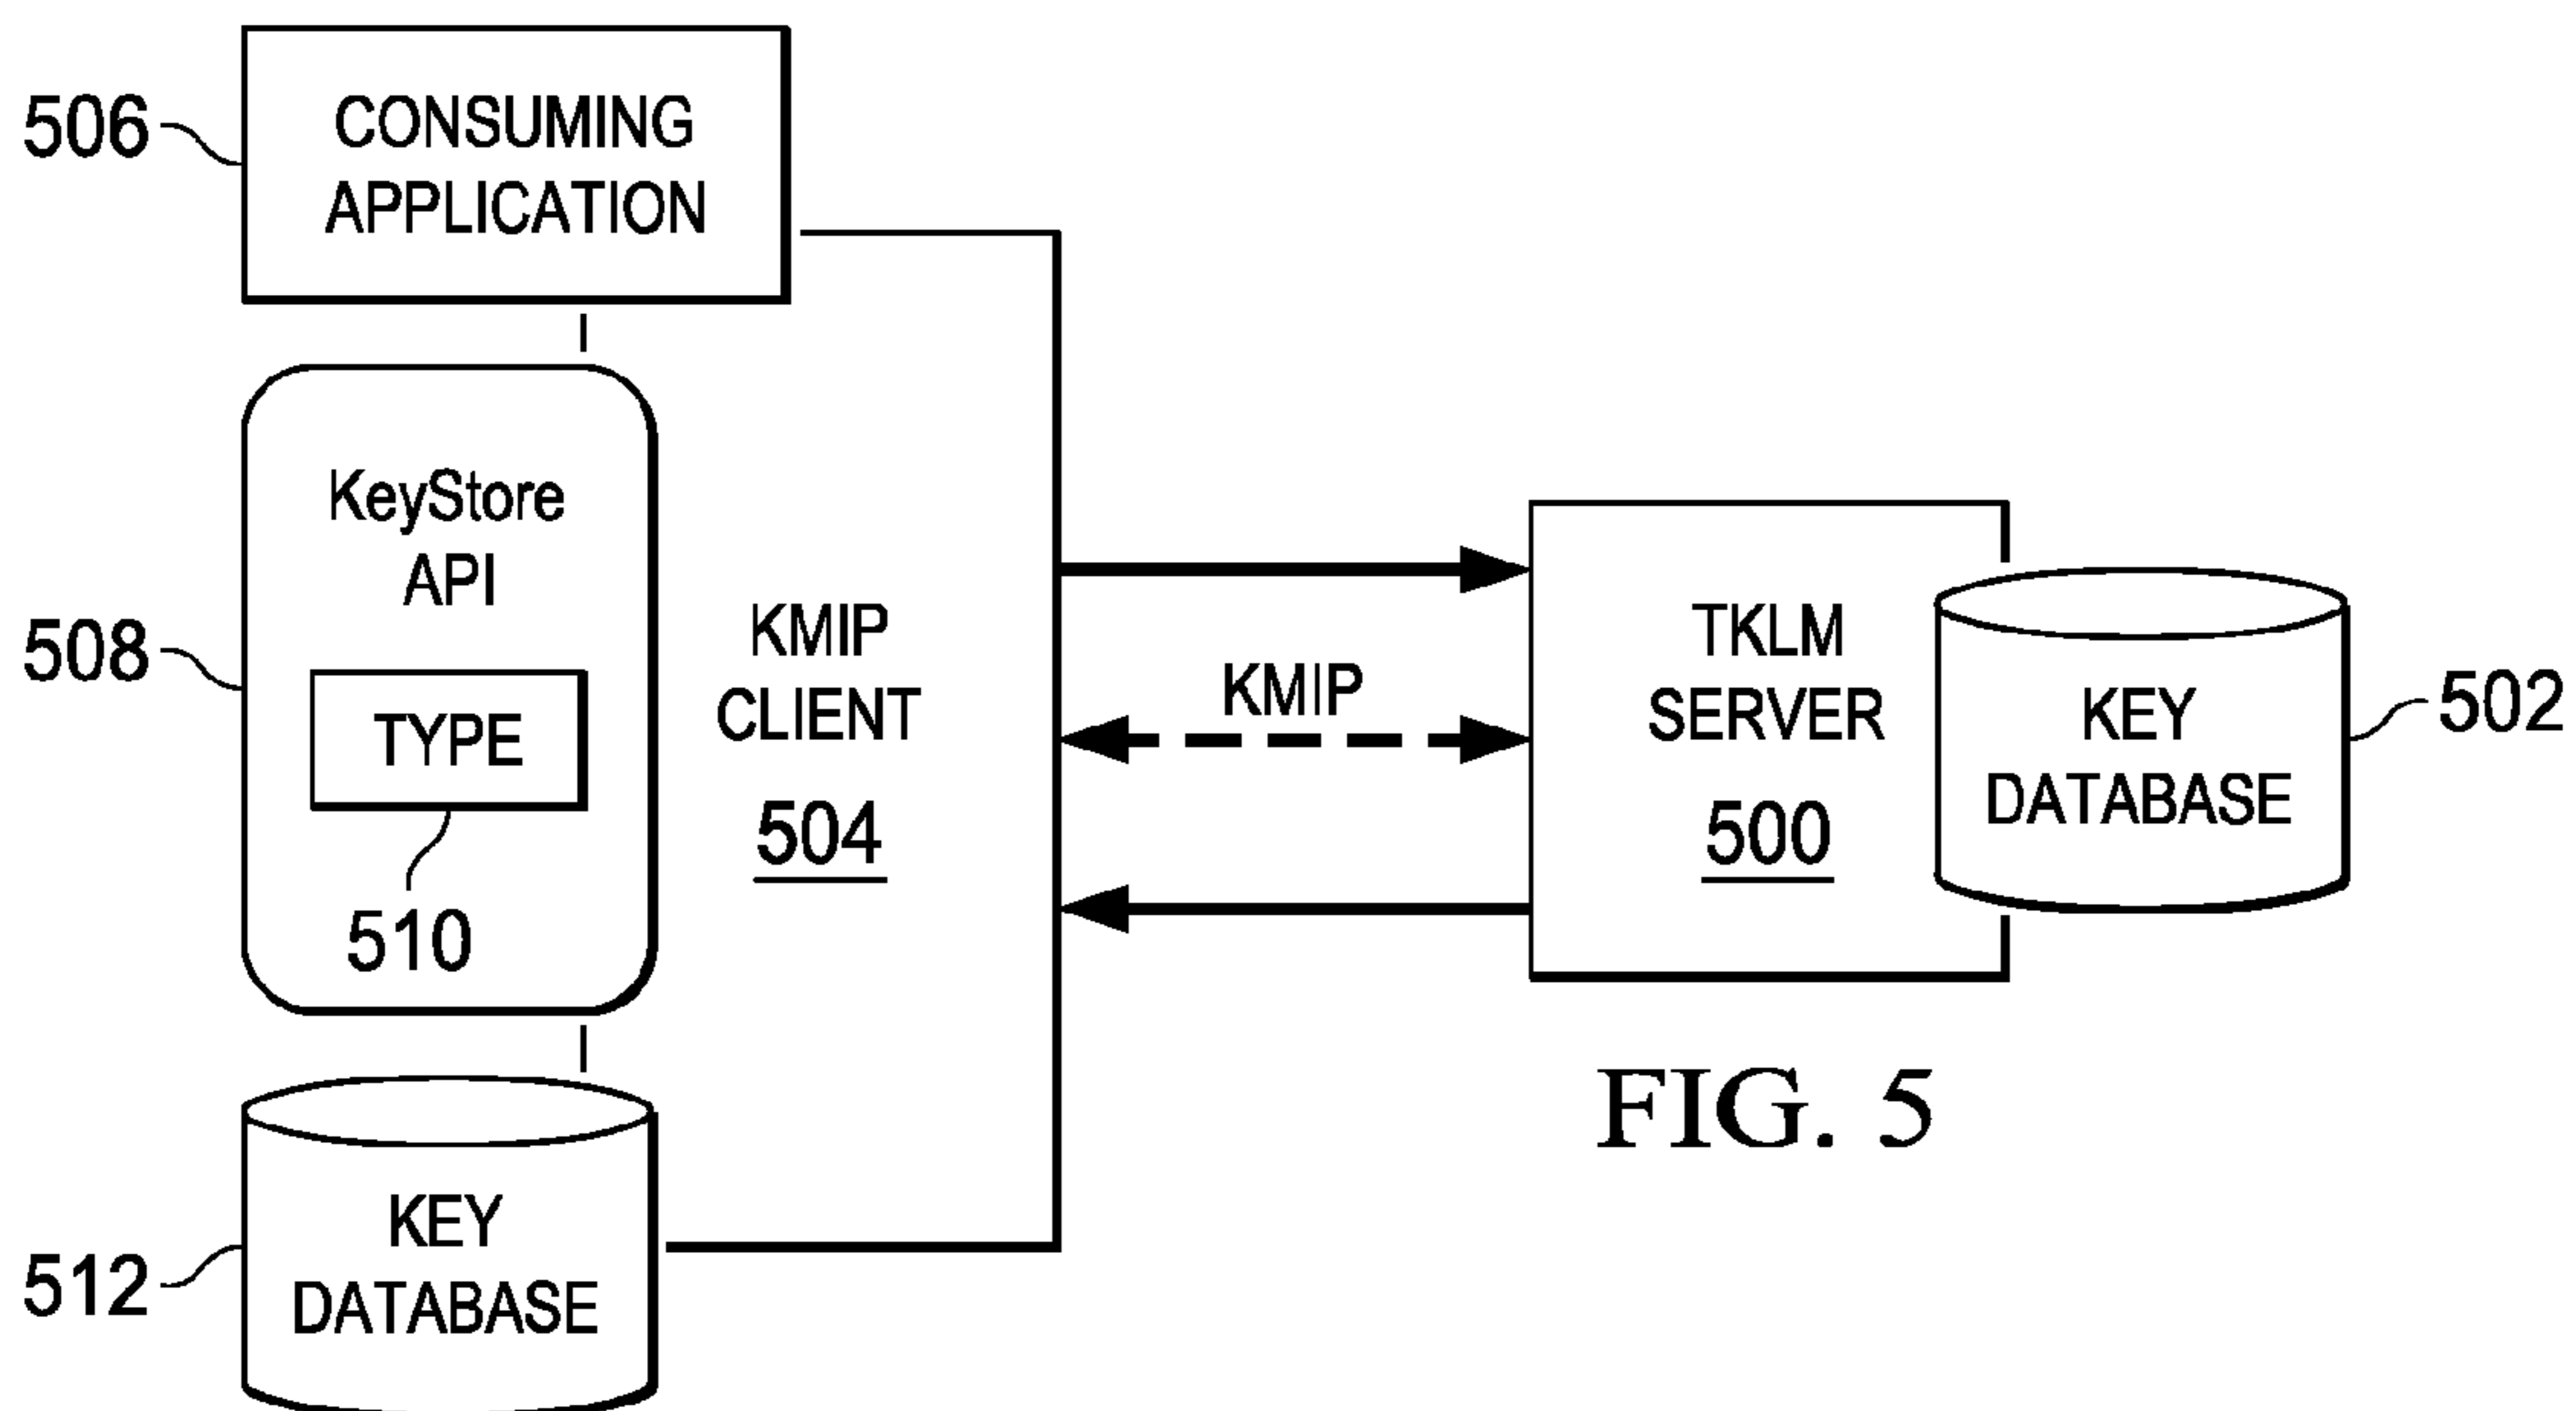 506
CONSUMING
APPLICATION
KeyStore
API
508
TYPE
510
KMIP
CLIENT
504
KMIP
TKLM
SERVER
500
KEY
DATABASE
502
512
KEY
DATABASE
FIG. 5